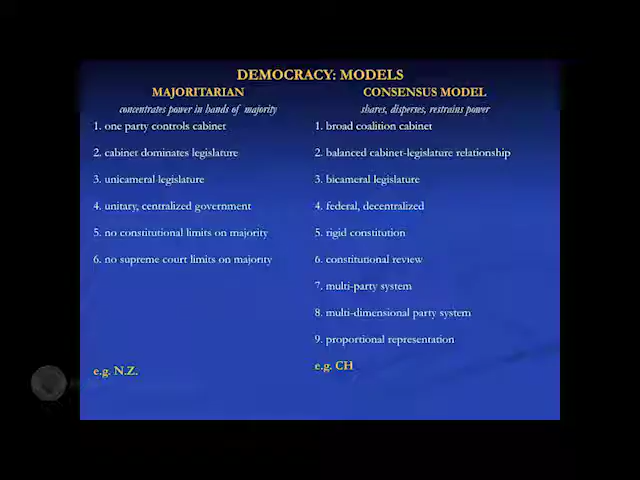 DEMOCRACY: MODELS
MAJORITARIAN
concentrates power in hands of majority
1. one party controls cabinet
2. cabinet dominates legislature
3. unicameral legislature
4. unitary, centralized government
5. no constitutional limits on majority
6. no supreme court limits on majority
e.g. N.Z.
CONSENSUS MODEL
shares, disperses, restrains power
1. broad coalition cabinet
2. balanced cabinet-legislature relationship
3. bicameral legislature
4. federal, decentralized
5. rigid constitution
6. constitutional review
7. multi-party system
8. multi-dimensional party system
9. proportional representation
e.g. CH